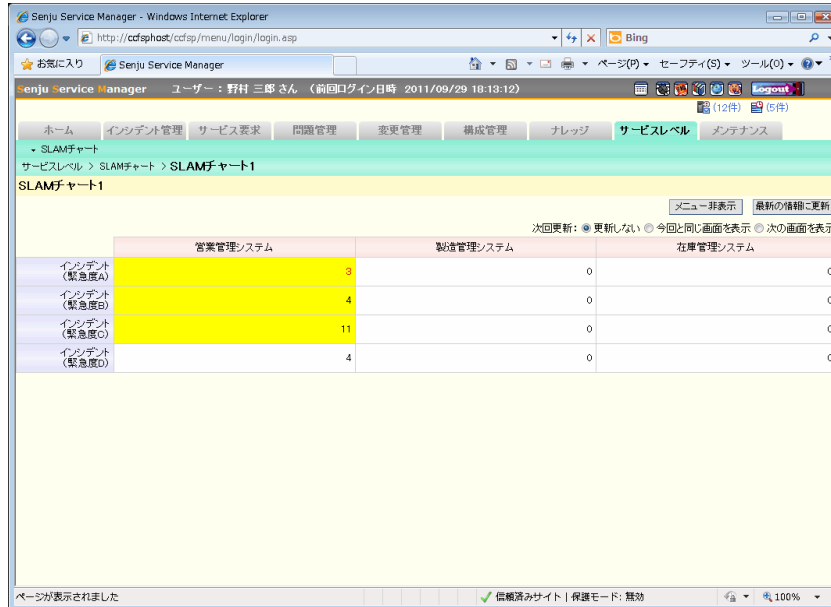 Senju Service Manager - Windows Internet Explorer
http://ccfsphost/ccfsp/menu/login/login.asp
Bing
お気に入り Senju Service Manager ページ(P) セーフティ(S) ツール(O)
Senju Service Manager ユーザー：野村 三郎 さん （前回ログイン日時 2011/09/29 18:13:12） Logout
(12件) (5件)
ホーム インシデント管理 サービス要求 問題管理 変更管理 構成管理 ナレッジ サービスレベル メンテナンス
SLAMチャート
サービスレベル > SLAMチャート > SLAMチャート1
SLAMチャート1
メニュー非表示 最新の情報に更新
次回更新: 更新しない 今回と同じ画面を表示 次の画面を表示
営業管理システム 製造管理システム 在庫管理システム
インシデント
(緊急度A) 3 0 0
インシデント
(緊急度B) 4 0 0
インシデント
(緊急度C) 11 0 0
インシデント
(緊急度D) 4 0 0
ページが表示されました 信頼済みサイト | 保護モード: 無効 100%